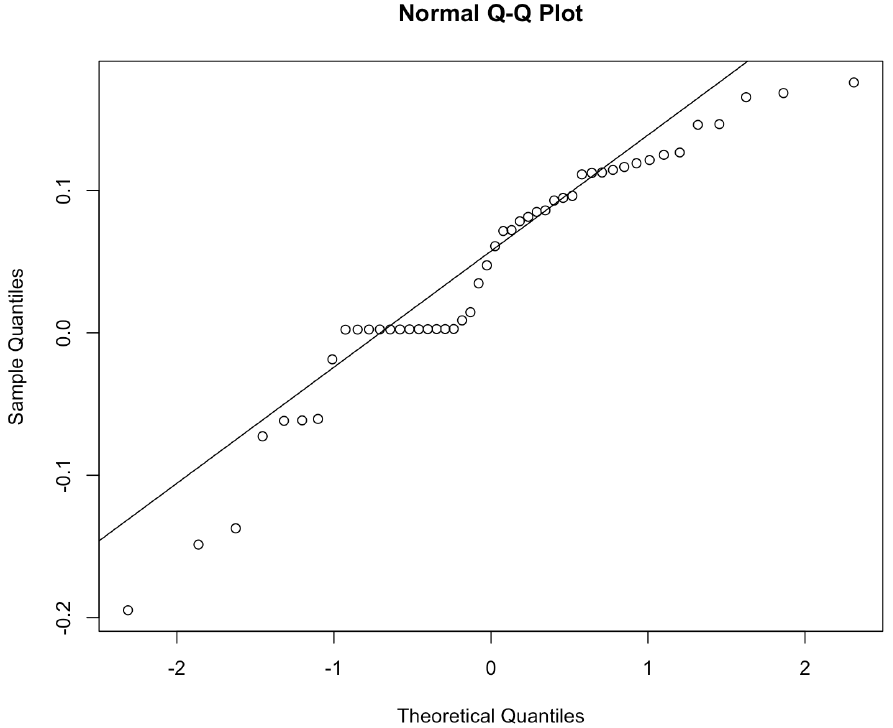 Normal Q-Q Plot
Sample Quantiles
0.1
0.0
-0.1
-0.2
-2 -1 0 1 2
Theoretical Quantiles